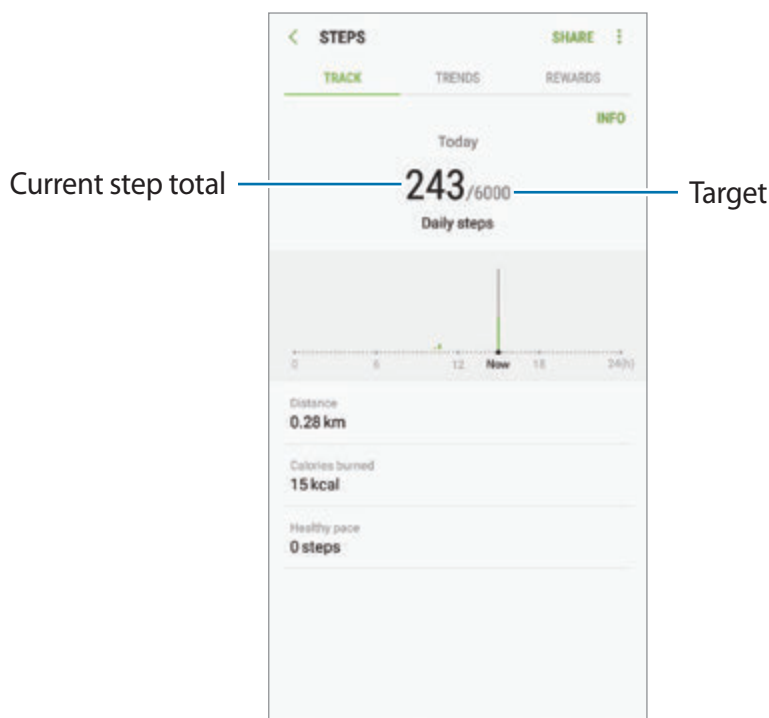 STEPS SHARE
TRACK TRENDS REWARDS
INFO
Today
Current step total 243/6000 Target
Daily steps
0 6 12 Now 18 24(h)
Distance
0.28 km
Calories burned
15 kcal
Healthy pace
0 steps